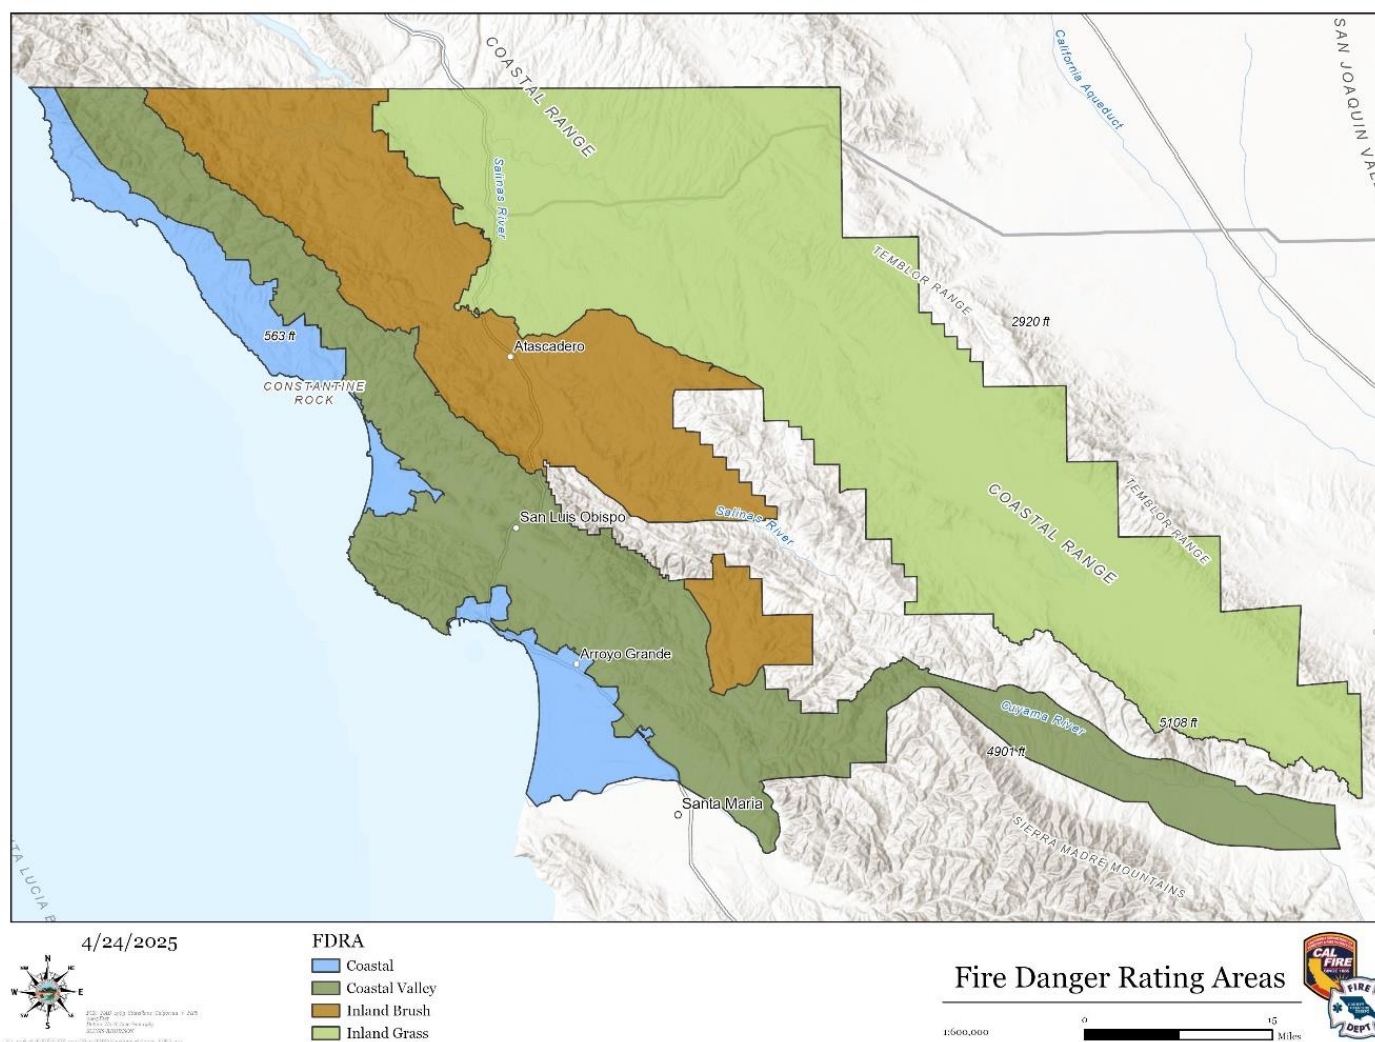 COASTAL RANGE
California Aqueduct
SAN JOAQUIN VAL
Salinas River
TEMBLOR RANGE
2920 ft
563 ft
Atascadero
CONSTANTINE
ROCK
COASTAL RANGE
TEMBLOR RANGE
Salinas River
San Luis Obispo
Arroyo Grande
Cuyama River
5108 ft
4901 ft
Santa Maria
SIERRA MADRE MOUNTAINS
TA LUCIA B
4/24/2025
N
W
E
S
FDRA
Coastal
Coastal Valley
Inland Brush
Inland Grass
Fire Danger Rating Areas
1:600,000
0
15
Miles
CAL
FIRE
SINCE 1885
FIRE
DEPT